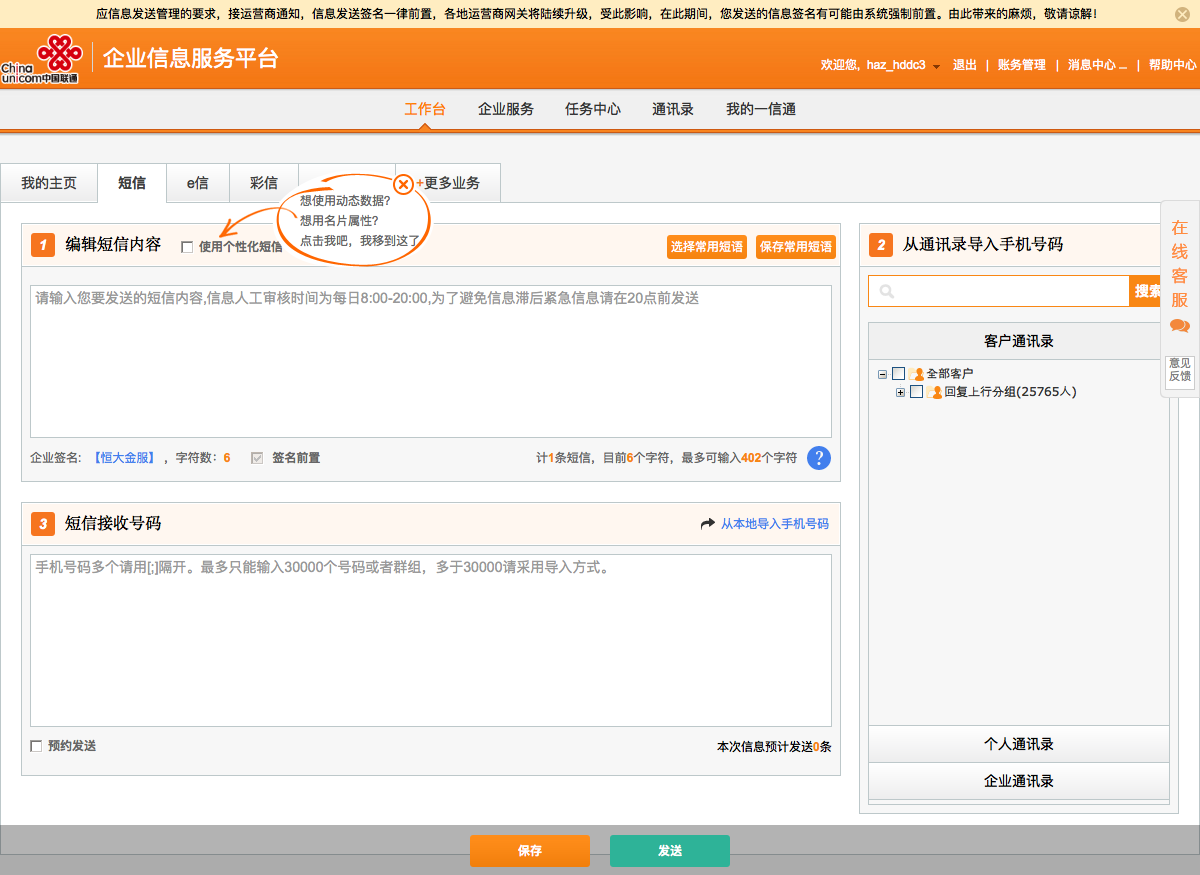 应信息发送管理的要求，接运营商通知，信息发送签名一律前置，各地运营商网关将陆续升级，受此影响，在此期间，您发送的信息签名有可能由系统强制前置。由此带来的麻烦，敬请谅解！
China unicom中国联通
企业信息服务平台
欢迎您, haz_hddc3 退出 | 账务管理 | 消息中心 ... | 帮助中心
工作台 企业服务 任务中心 通讯录 我的一信通
我的主页 短信 e信 彩信 +更多业务
想使用动态数据?
想用名片属性?
点击我吧，我移到这了
1 编辑短信内容 使用个性化短信 选择常用短语 保存常用短语
请输入您要发送的短信内容,信息人工审核时间为每日8:00-20:00,为了避免信息滞后紧急信息请在20点前发送
企业签名: 【恒大金服】 ，字符数: 6 签名前置 计1条短信，目前6个字符，最多可输入402个字符 ?
3 短信接收号码 从本地导入手机号码
手机号码多个请用[;]隔开。最多只能输入30000个号码或者群组，多于30000请采用导入方式。
预约发送 本次信息预计发送0条
2 从通讯录导入手机号码
搜索
客户通讯录
全部客户
回复上行分组(25765人)
个人通讯录
企业通讯录
在线客服
意见
反馈
保存 发送